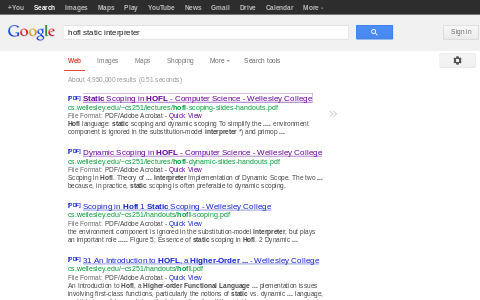 +You Search Images Maps Play YouTube News Gmail Drive Calendar More
Google hofl static interpreter Sign in
Web Images Maps Shopping More Search tools
About 4,950,000 results (0.51 seconds)
[PDF] Static Scoping in HOFL - Computer Science - Wellesley College
cs.wellesley.edu/~cs251/lectures/hofl-scoping-slides-handouts.pdf
File Format: PDF/Adobe Acrobat - Quick View
Hofl language: static scoping and dynamic scoping To simplify the ..... environment
component is ignored in the substitution-model interpreter *) and primop ...
[PDF] Dynamic Scoping in HOFL - Computer Science - Wellesley College
cs.wellesley.edu/~cs251/lectures/hofl-dynamic-slides-handouts.pdf
File Format: PDF/Adobe Acrobat - Quick View
Scoping in Hofl. Theory of ... Interpreter Implementation of Dynamic Scope. The two ...
because, in practice, static scoping is often preferable to dynamic scoping.
[PDF] Scoping in Hofl 1 Static Scoping - Wellesley College
cs.wellesley.edu/~cs251/handouts/hofl-scoping.pdf
File Format: PDF/Adobe Acrobat - Quick View
the environment component is ignored in the substitution-model interpreter, but plays
an important role ...... Figure 5: Essence of static scoping in Hofl. 2 Dynamic ...
[PDF] 31 An Introduction to HOFL, a Higher-Order ... - Wellesley College
cs.wellesley.edu/~cs251/handouts/hofl.pdf
File Format: PDF/Adobe Acrobat - Quick View
An Introduction to Hofl, a Higher-order Functional Language ... plementation issues
involving first-class functions, particularly the notions of static vs. dynamic ... language,